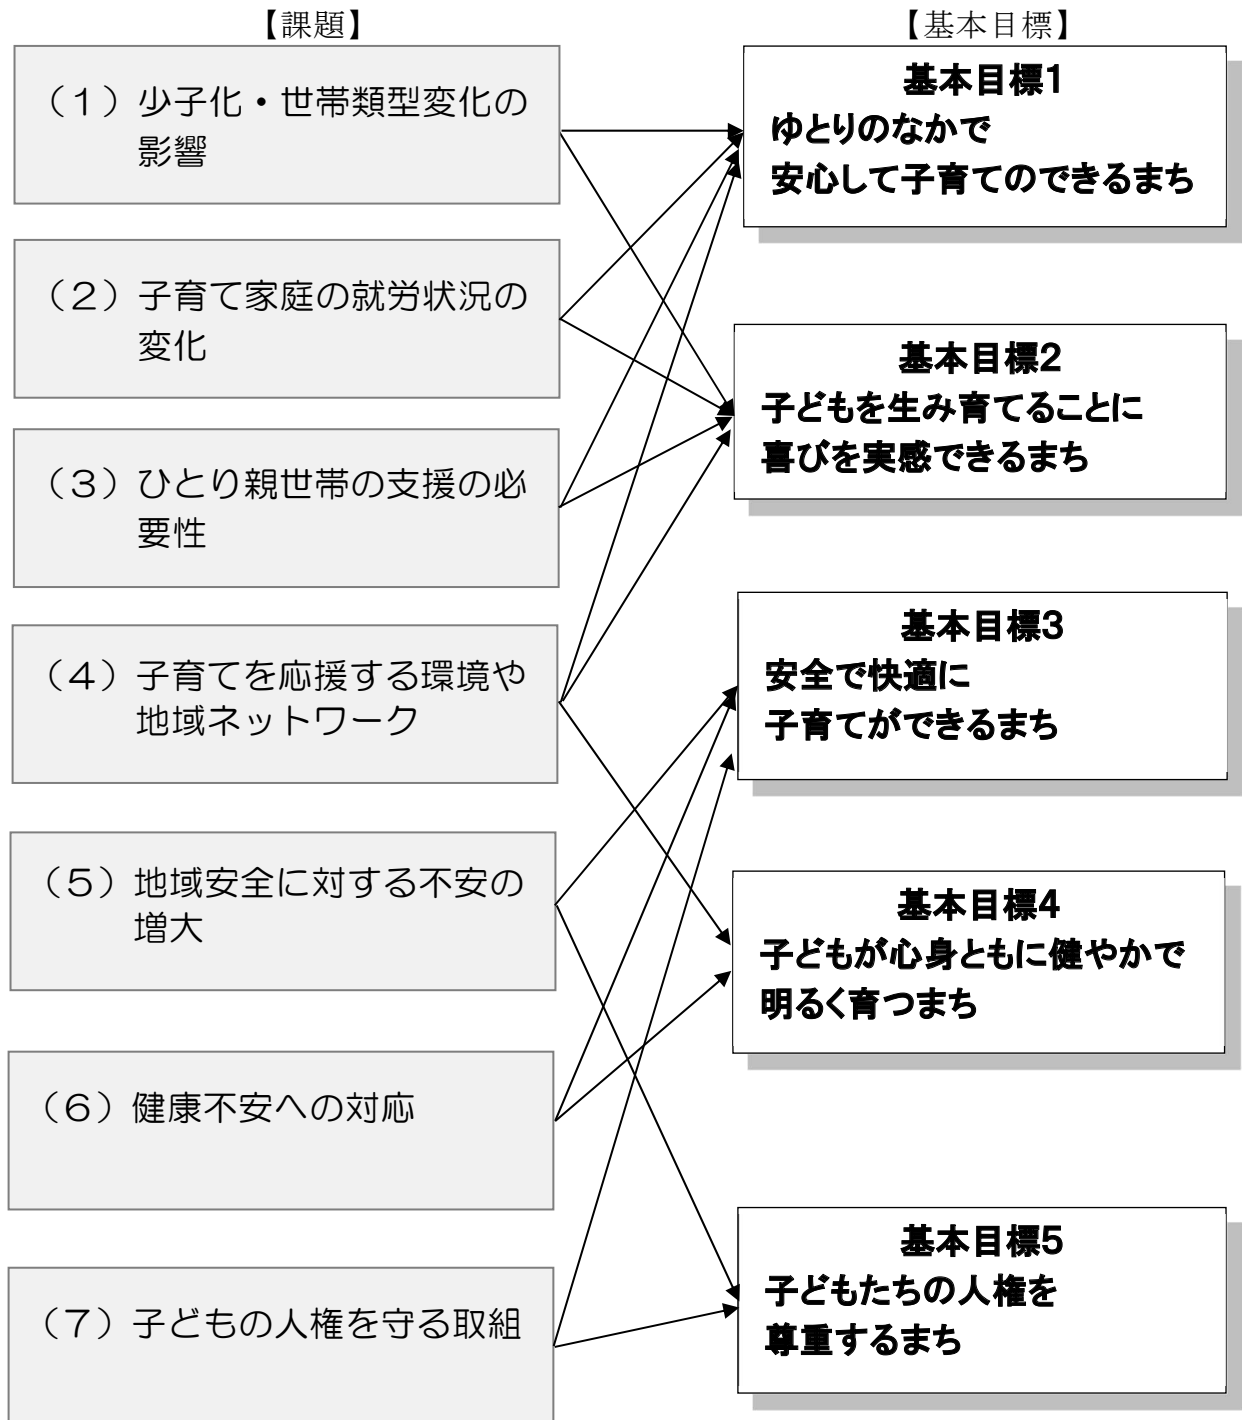 【課題】
（１）少子化・世帯類型変化の
影響
（２）子育て家庭の就労状況の
変化
（３）ひとり親世帯の支援の必
要性
（４）子育てを応援する環境や
地域ネットワーク
（５）地域安全に対する不安の
増大
（６）健康不安への対応
（７）子どもの人権を守る取組
【基本目標】
基本目標1
ゆとりのなかで
安心して子育てのできるまち
基本目標2
子どもを生み育てることに
喜びを実感できるまち
基本目標3
安全で快適に
子育てができるまち
基本目標4
子どもが心身ともに健やかで
明るく育つまち
基本目標5
子どもたちの人権を
尊重するまち